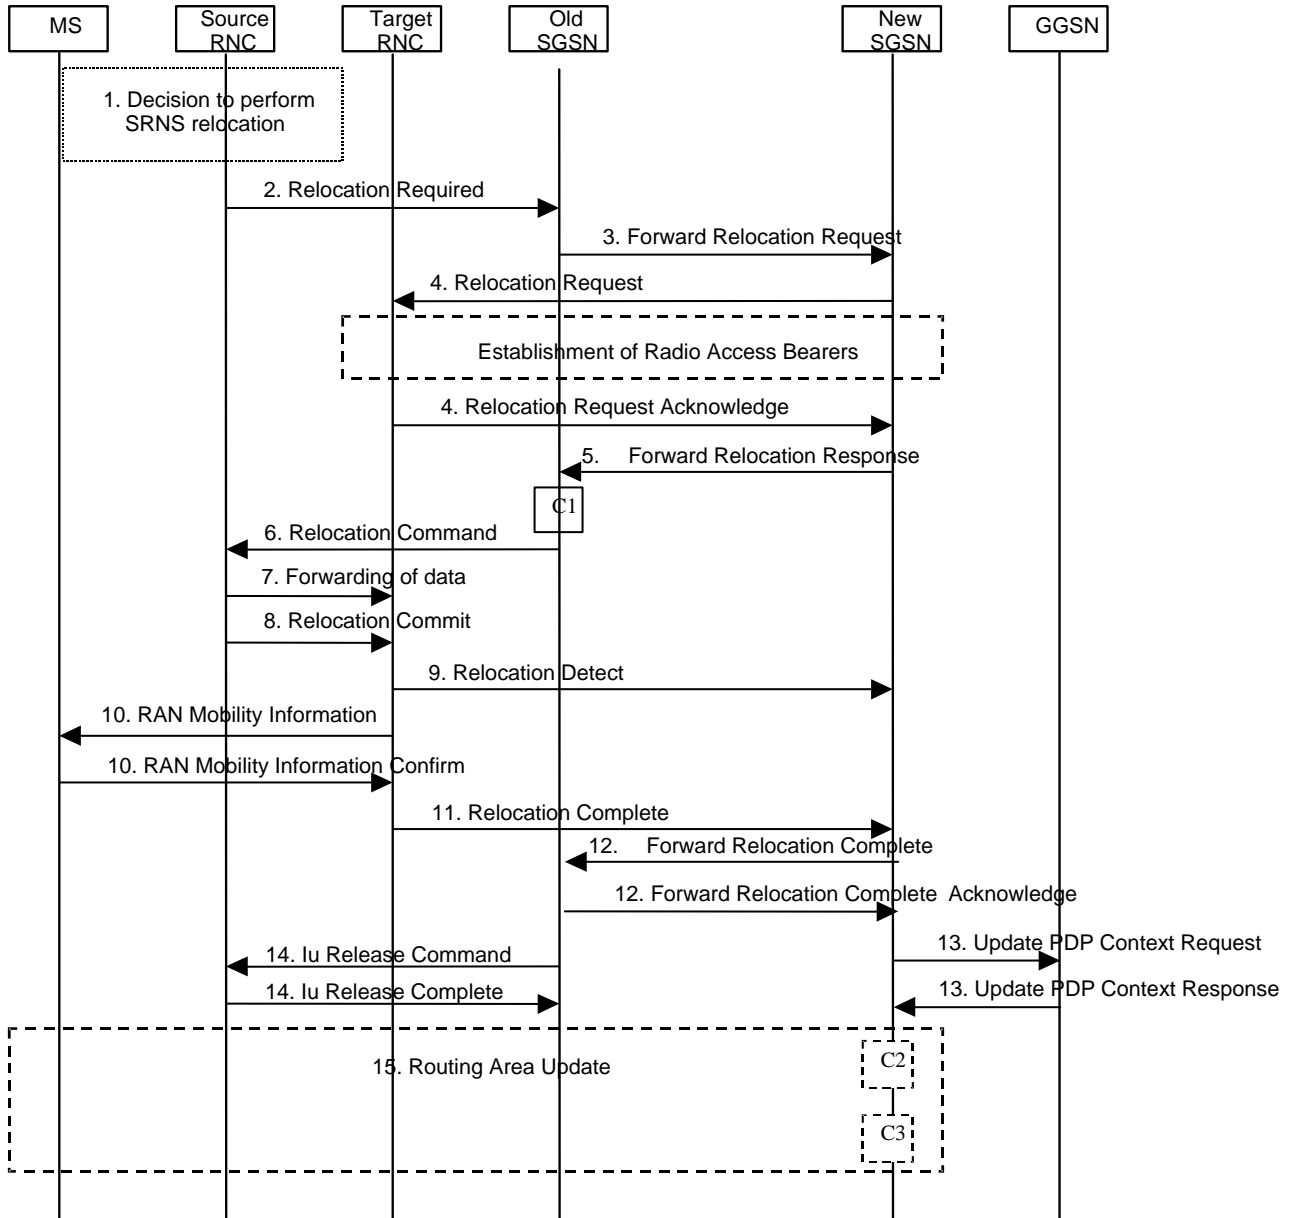 MS
Source
RNC
Target
RNC
Old
SGSN
New
SGSN
GGSN
1. Decision to perform
SRNS relocation
2. Relocation Required
3. Forward Relocation Request
4. Relocation Request
Establishment of Radio Access Bearers
4. Relocation Request Acknowledge
5. Forward Relocation Response
C1
6. Relocation Command
7. Forwarding of data
8. Relocation Commit
9. Relocation Detect
10. RAN Mobility Information
10. RAN Mobility Information Confirm
11. Relocation Complete
12. Forward Relocation Complete
12. Forward Relocation Complete Acknowledge
13. Update PDP Context Request
14. Iu Release Command
13. Update PDP Context Response
14. Iu Release Complete
C2
15. Routing Area Update
C3